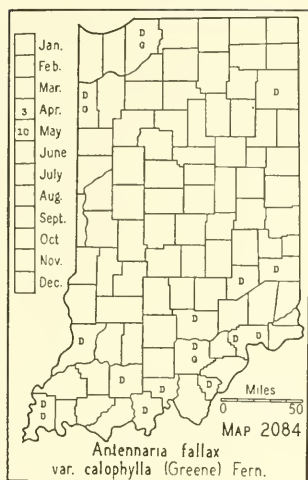 Jan.
Feb.
Mar.
3 Apr.
10 May
June
July
Aug.
Sept.
Oct
Nov.
Dec.
D
G
D
G
D
D
D
D
D
D
G
D
D
D
D
D
D
D
D
D
Miles
0 50
MAP 2084
Antennaria fallax
var. calophylla (Greene) Fern.